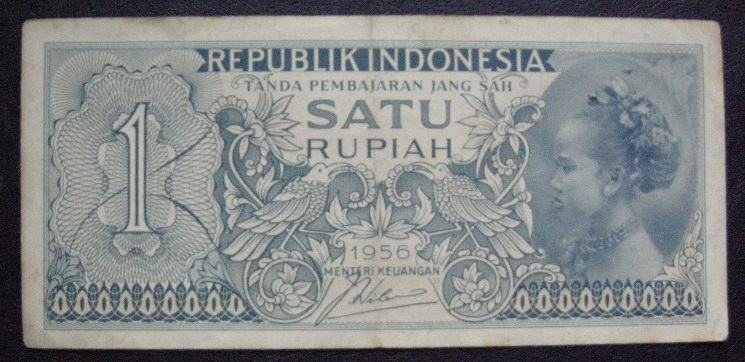 REPUBLIK INDONESIA
TANDA PEMBAJARAN JANG SAH
1
SATU
RUPIAH
1956
MENTERI KEUANGAN